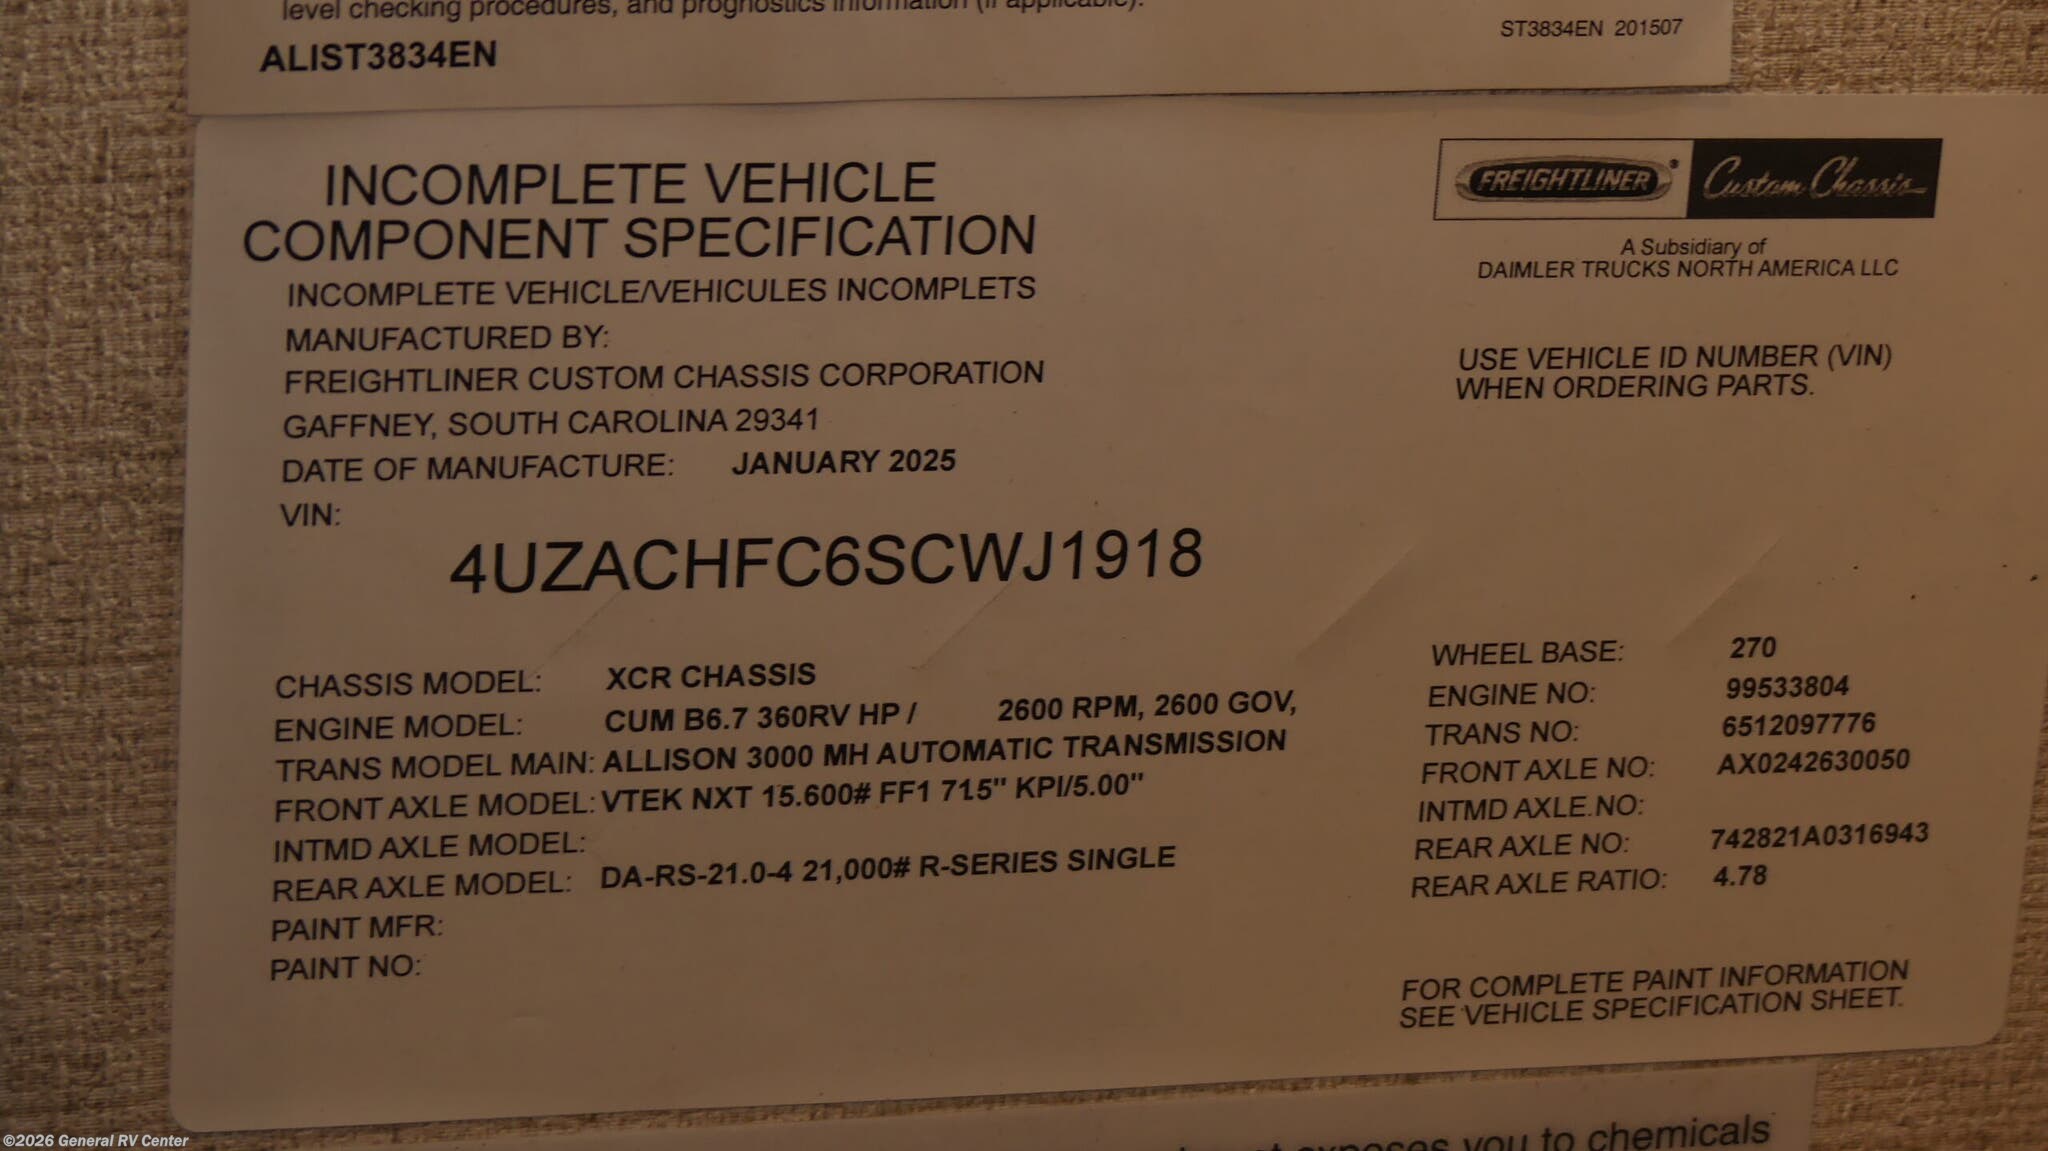 level checking procedures, and prognostics information (if applicable).
ALIST3834EN
ST3834EN 201507
INCOMPLETE VEHICLE
COMPONENT SPECIFICATION
INCOMPLETE VEHICLE/VEHICULES INCOMPLETS
MANUFACTURED BY:
FREIGHTLINER CUSTOM CHASSIS CORPORATION
GAFFNEY, SOUTH CAROLINA 29341
DATE OF MANUFACTURE: JANUARY 2025
VIN:
4UZACHFC6SCWJ1918
FREIGHTLINER® Custom Chassis
A Subsidiary of
DAIMLER TRUCKS NORTH AMERICA LLC
USE VEHICLE ID NUMBER (VIN)
WHEN ORDERING PARTS.
CHASSIS MODEL: XCR CHASSIS
ENGINE MODEL: CUM B6.7 360RV HP / 2600 RPM, 2600 GOV,
TRANS MODEL MAIN: ALLISON 3000 MH AUTOMATIC TRANSMISSION
FRONT AXLE MODEL: VTEK NXT 15.600# FF1 71.5" KPI/5.00"
INTMD AXLE MODEL:
REAR AXLE MODEL: DA-RS-21.0-4 21,000# R-SERIES SINGLE
PAINT MFR:
PAINT NO:
WHEEL BASE: 270
ENGINE NO: 99533804
TRANS NO: 6512097776
FRONT AXLE NO: AX0242630050
INTMD AXLE NO:
REAR AXLE NO: 742821A0316943
REAR AXLE RATIO: 4.78
FOR COMPLETE PAINT INFORMATION
SEE VEHICLE SPECIFICATION SHEET.
exposes you to chemicals
©2026 General RV Center